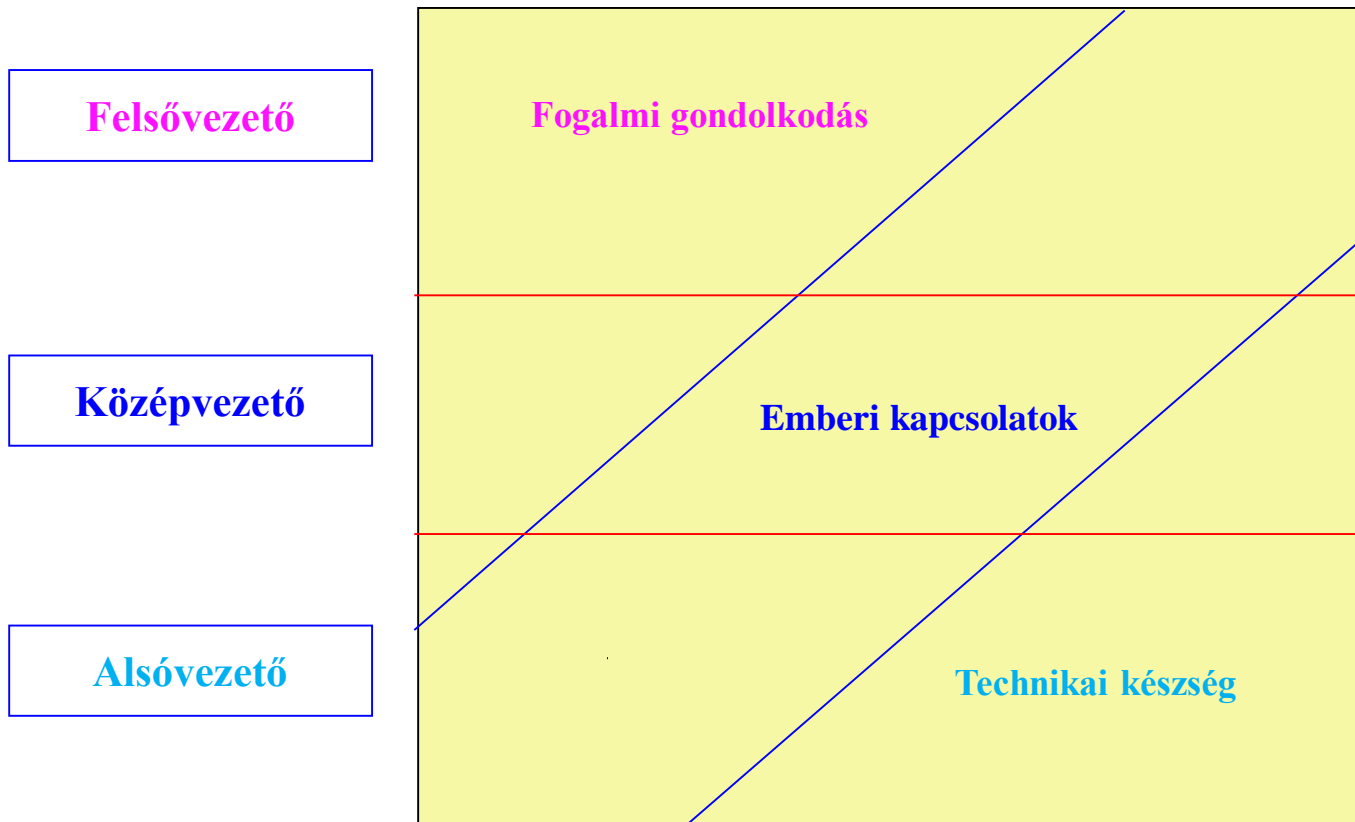 Felsővezető
Fogalmi gondolkodás
Középvezető
Emberi kapcsolatok
Alsóvezető
Technikai készség